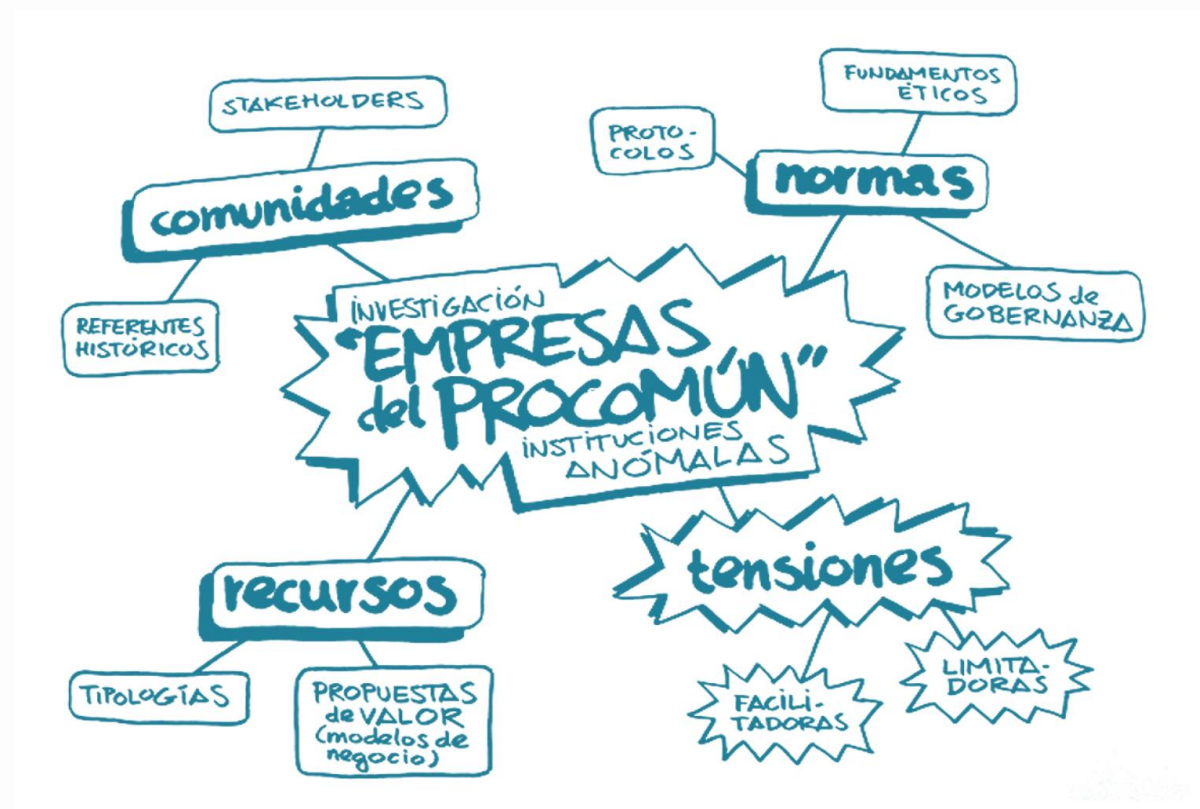 STAKEHOLDERS
comunidades
REFERENTES
HISTÓRICOS
FUNDAMENTOS
ÉTICOS
PROTO-
COLOS
normas
MODELOS de
GOBERNANZA
INVESTIGACIÓN
"EMPRESAS
del PROCOMÚN"
INSTITUCIONES
ANÓMALAS
recursos
TIPOLOGÍAS
PROPUESTAS
de VALOR
(modelos de
negocio)
tensiones
FACILI-
TADORAS
LIMITA-
DORAS